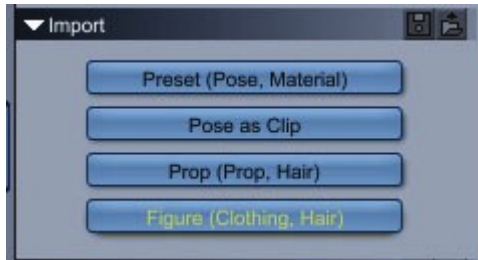 Import
Preset (Pose, Material)
Pose as Clip
Prop (Prop, Hair)
Figure (Clothing, Hair)